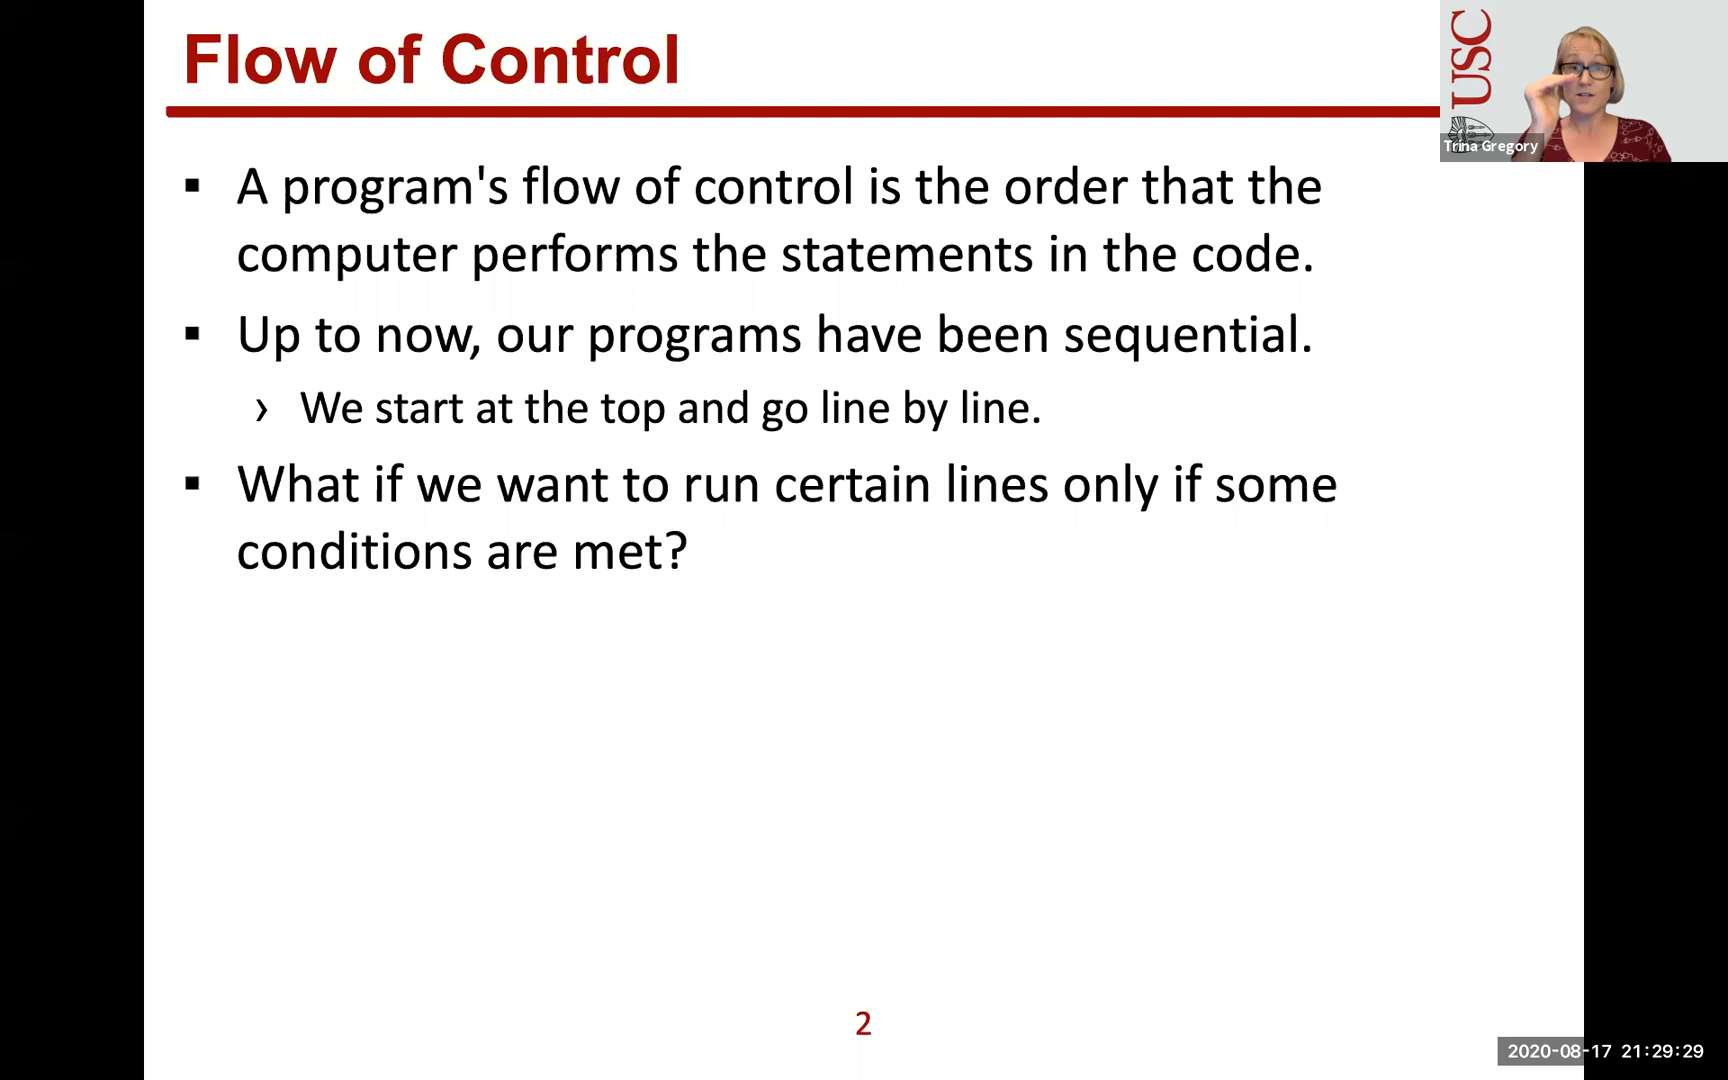 Flow of Control
USC
Trina Gregory
▪ A program's flow of control is the order that the
computer performs the statements in the code.
▪ Up to now, our programs have been sequential.
› We start at the top and go line by line.
▪ What if we want to run certain lines only if some
conditions are met?
2
2020-08-17 21:29:29